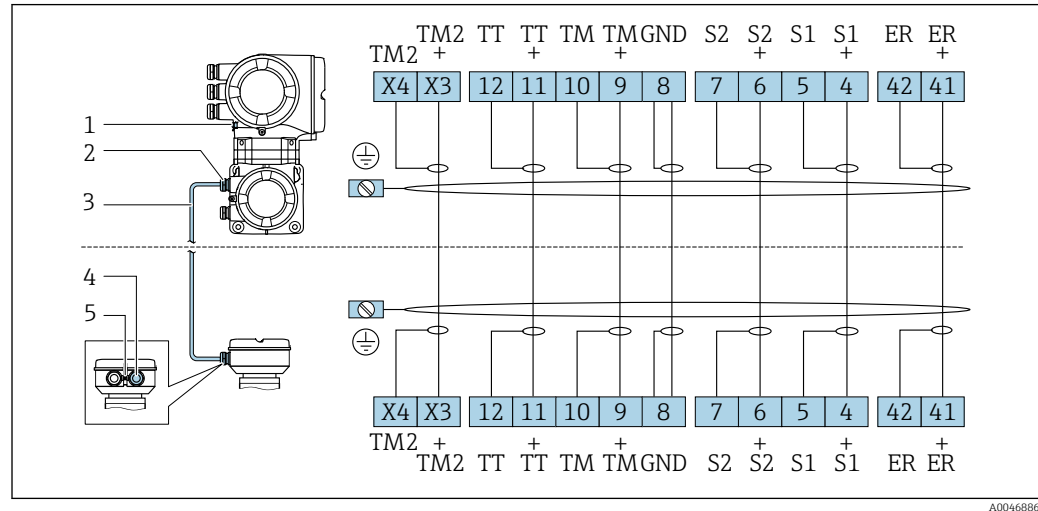 TM2 TT TT TM TM GND S2 S2 S1 S1 ER ER
TM2 + + + + + +
X4 X3 12 11 10 9 8 7 6 5 4 42 41
1
2
3
4
5
X4 X3 12 11 10 9 8 7 6 5 4 42 41
TM2 + + + + + +
TM2 TT TT TM TM GND S2 S2 S1 S1 ER ER
A0046886